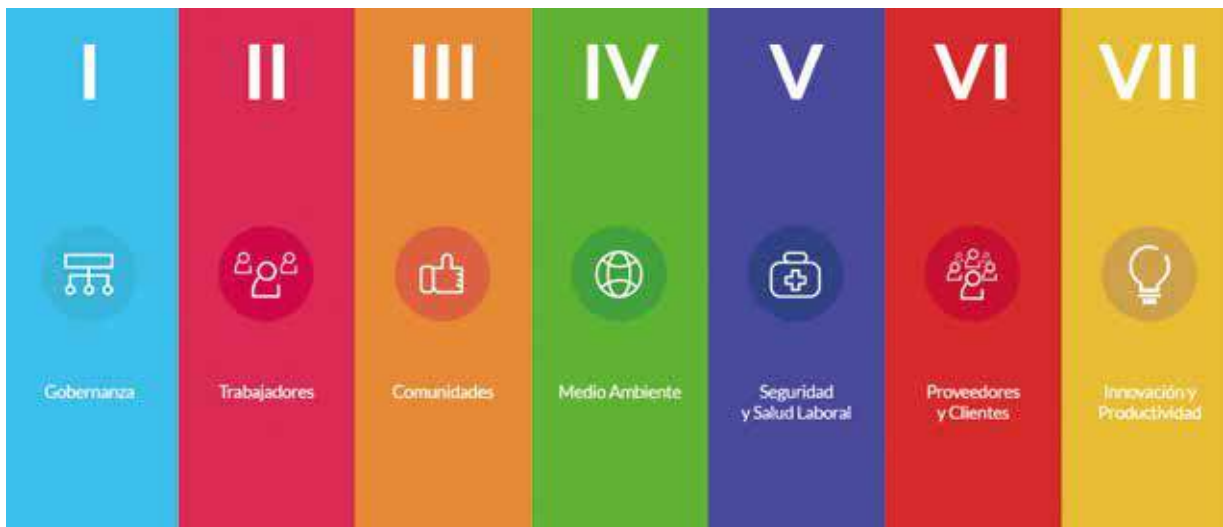 I
II
III
IV
V
VI
VII
Gobernanza
Trabajadores
Comunidades
Medio Ambiente
Seguridad
y Salud Laboral
Proveedores
y Clientes
Innovación y
Productividad